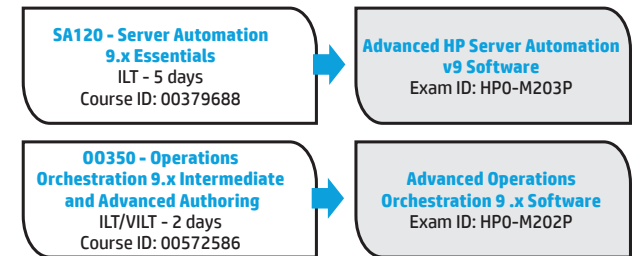 SA120 - Server Automation
9.x Essentials
ILT - 5 days
Course ID: 00379688
Advanced HP Server Automation
v9 Software
Exam ID: HP0-M203P
OO350 - Operations
Orchestration 9.x Intermediate
and Advanced Authoring
ILT/VILT - 2 days
Course ID: 00572586
Advanced Operations
Orchestration 9 .x Software
Exam ID: HP0-M202P